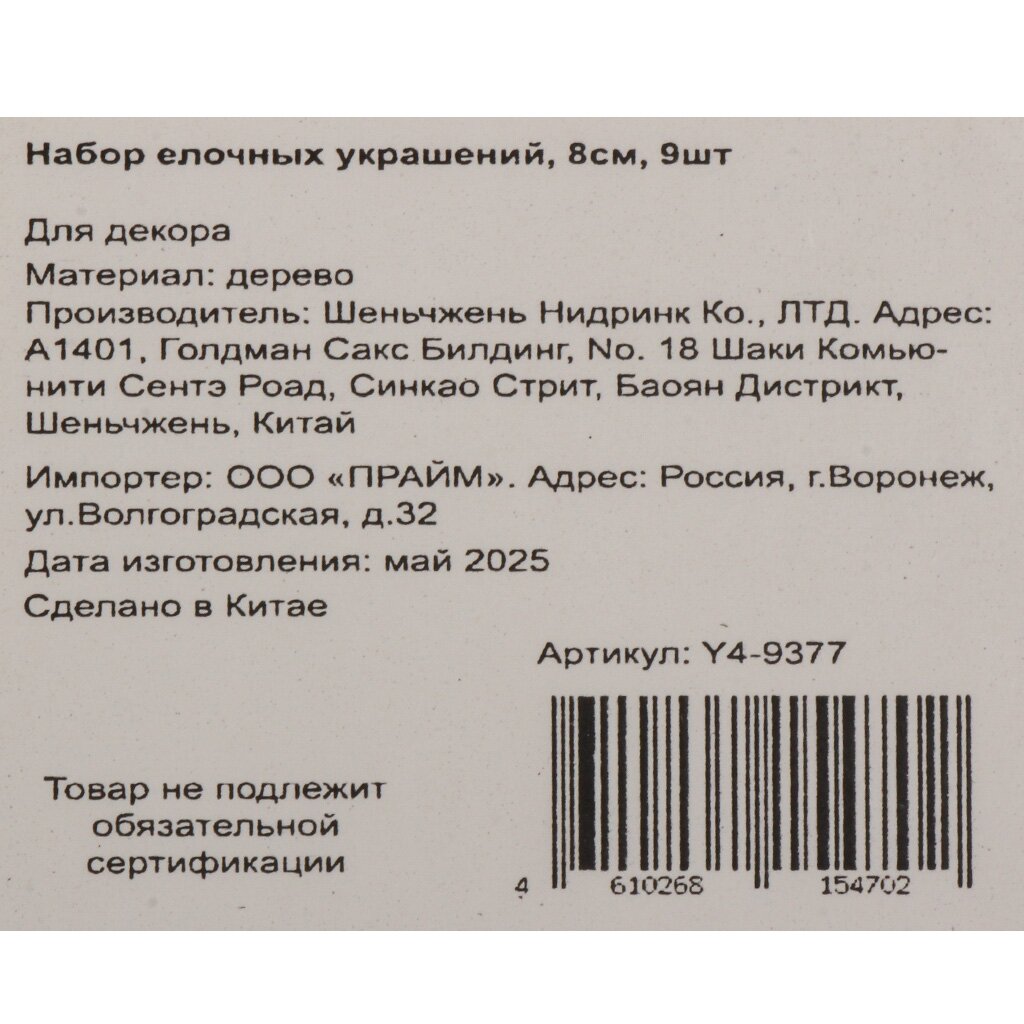 Набор елочных украшений, 8см, 9шт
Для декора
Материал: дерево
Производитель: Шеньчжень Нидринк Ко., ЛТД. Адрес:
А1401, Голдман Сакс Билдинг, No. 18 Шаки Комью-
нити Сентэ Роад, Синкао Стрит, Баоян Дистрикт,
Шеньчжень, Китай
Импортер: ООО «ПРАЙМ». Адрес: Россия, г.Воронеж,
ул.Волгоградская, д.32
Дата изготовления: май 2025
Сделано в Китае
Артикул: Y4-9377
Товар не подлежит
обязательной
сертификации
4 610268 154702